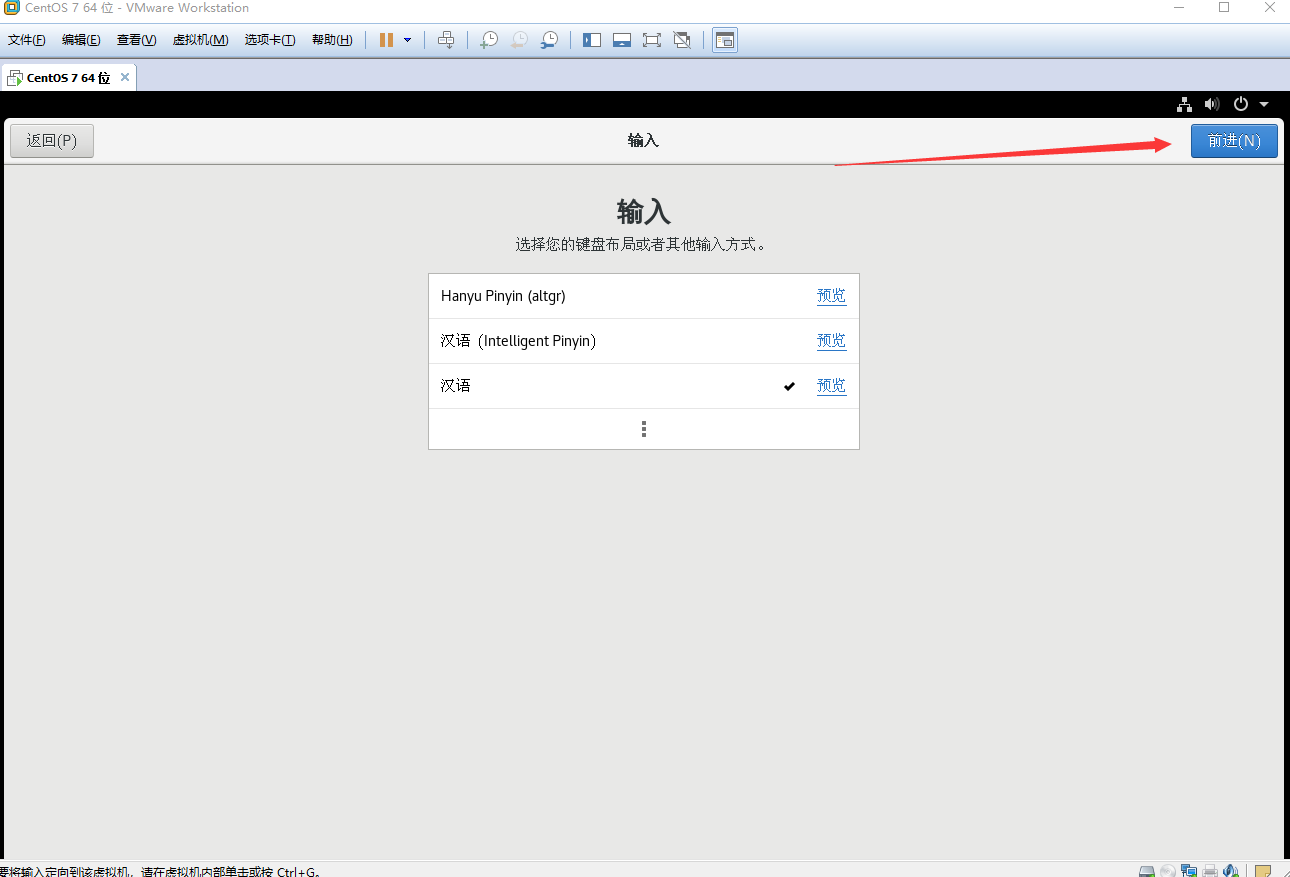 CentOS 7 64 位 - VMware Workstation
文件(F) 编辑(E) 查看(V) 虚拟机(M) 选项卡(T) 帮助(H)
CentOS 7 64 位
返回(P) 输入 前进(N)
输入
选择您的键盘布局或者其他输入方式。
Hanyu Pinyin (altgr) 预览
汉语 (Intelligent Pinyin) 预览
汉语 预览
要将输入定向到该虚拟机，请在虚拟机内部单击或按 Ctrl+G。